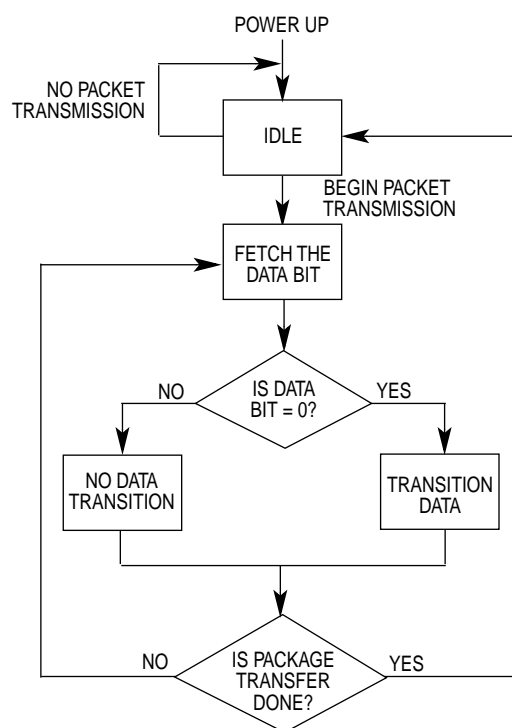 POWER UP
NO PACKET
TRANSMISSION
IDLE
BEGIN PACKET
TRANSMISSION
FETCH THE
DATA BIT
IS DATA
BIT = 0?
NO
YES
NO DATA
TRANSITION
TRANSITION
DATA
IS PACKAGE
TRANSFER
DONE?
NO
YES